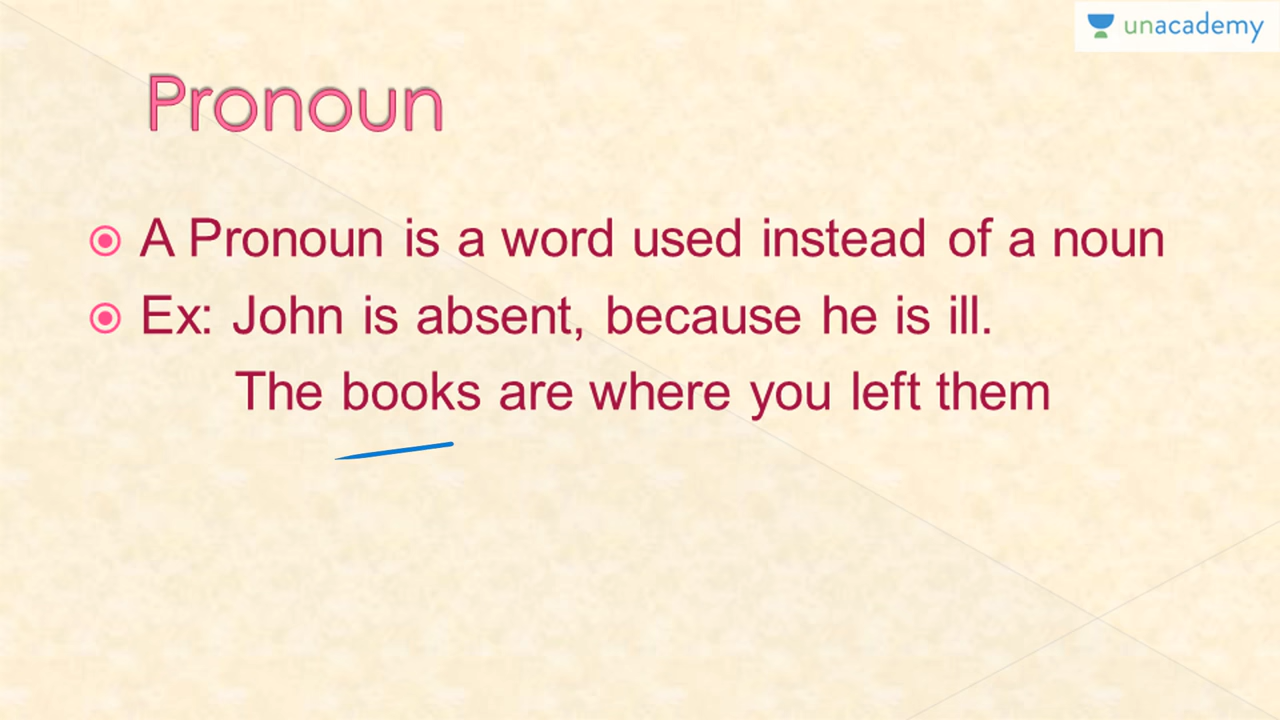 unacademy
Pronoun
A Pronoun is a word used instead of a noun
Ex: John is absent, because he is ill.
The books are where you left them